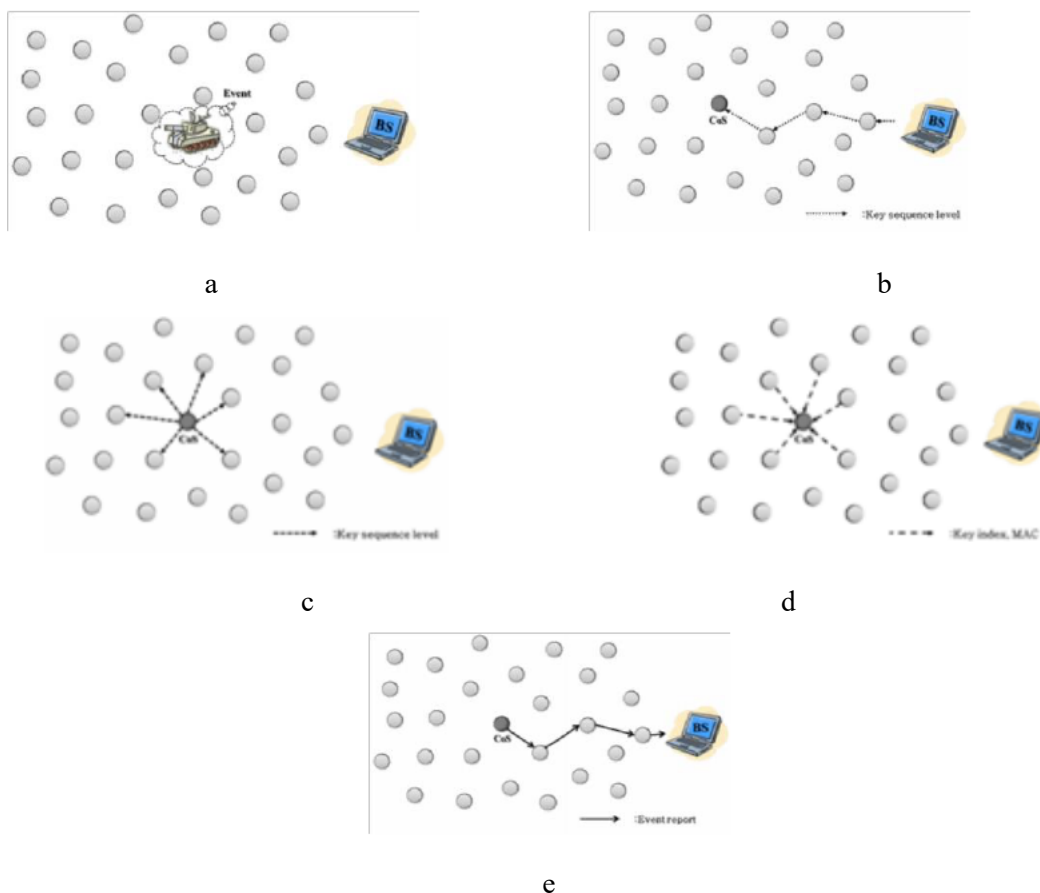 Event
BS
a
BS
CoS
:Key sequence level
b
BS
CoS
:Key sequence level
c
BS
CoS
:Key index, MAC
d
BS
CoS
:Event report
e